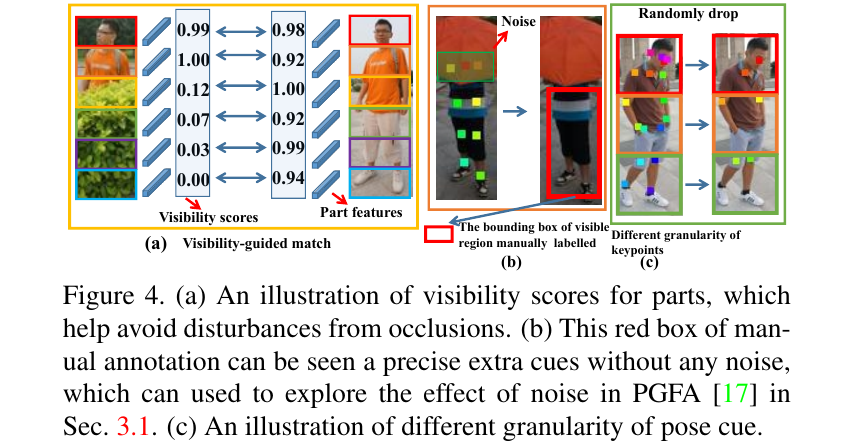 0.99 0.98
1.00 0.92
0.12 1.00
0.07 0.92
0.03 0.99
0.00 0.94
Visibility scores
Part features
(a) Visibility-guided match
Noise
The bounding box of visible
region manually labelled
(b)
Randomly drop
Different granularity of
keypoints
(c)
Figure 4. (a) An illustration of visibility scores for parts, which
help avoid disturbances from occlusions. (b) This red box of man-
ual annotation can be seen a precise extra cues without any noise,
which can used to explore the effect of noise in PGFA [17] in
Sec. 3.1. (c) An illustration of different granularity of pose cue.